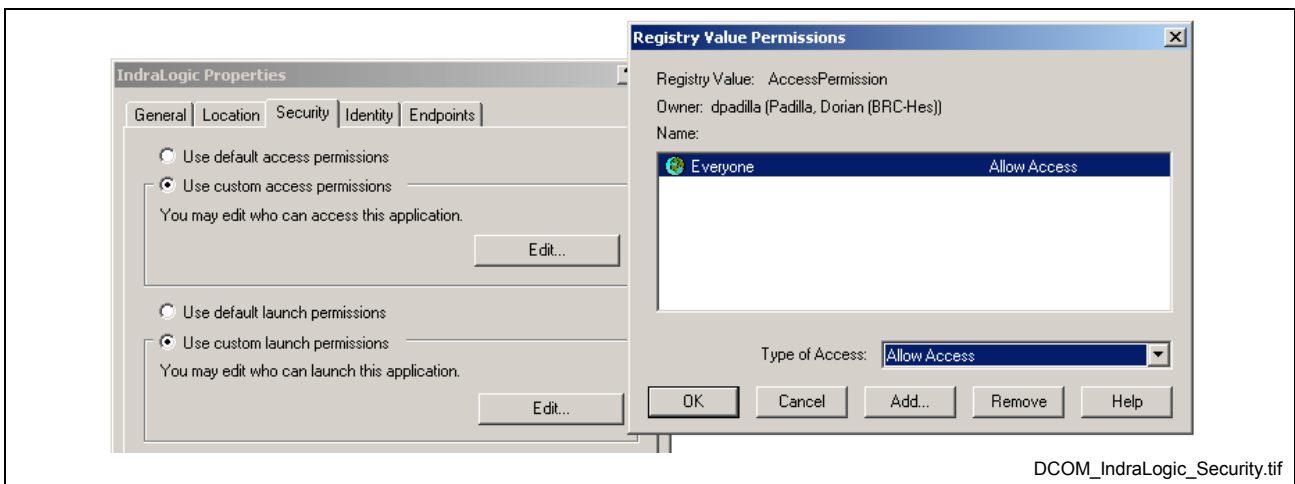 IndraLogic Properties
General
Location
Security
Identity
Endpoints
Use default access permissions
Use custom access permissions
You may edit who can access this application.
Edit...
Use default launch permissions
Use custom launch permissions
You may edit who can launch this application.
Edit...
Registry Value Permissions
Registry Value: AccessPermission
Owner: dpadilla (Padilla, Dorian (BRC-Hes))
Name:
Everyone Allow Access
Type of Access: Allow Access
OK
Cancel
Add...
Remove
Help
DCOM_IndraLogic_Security.tif